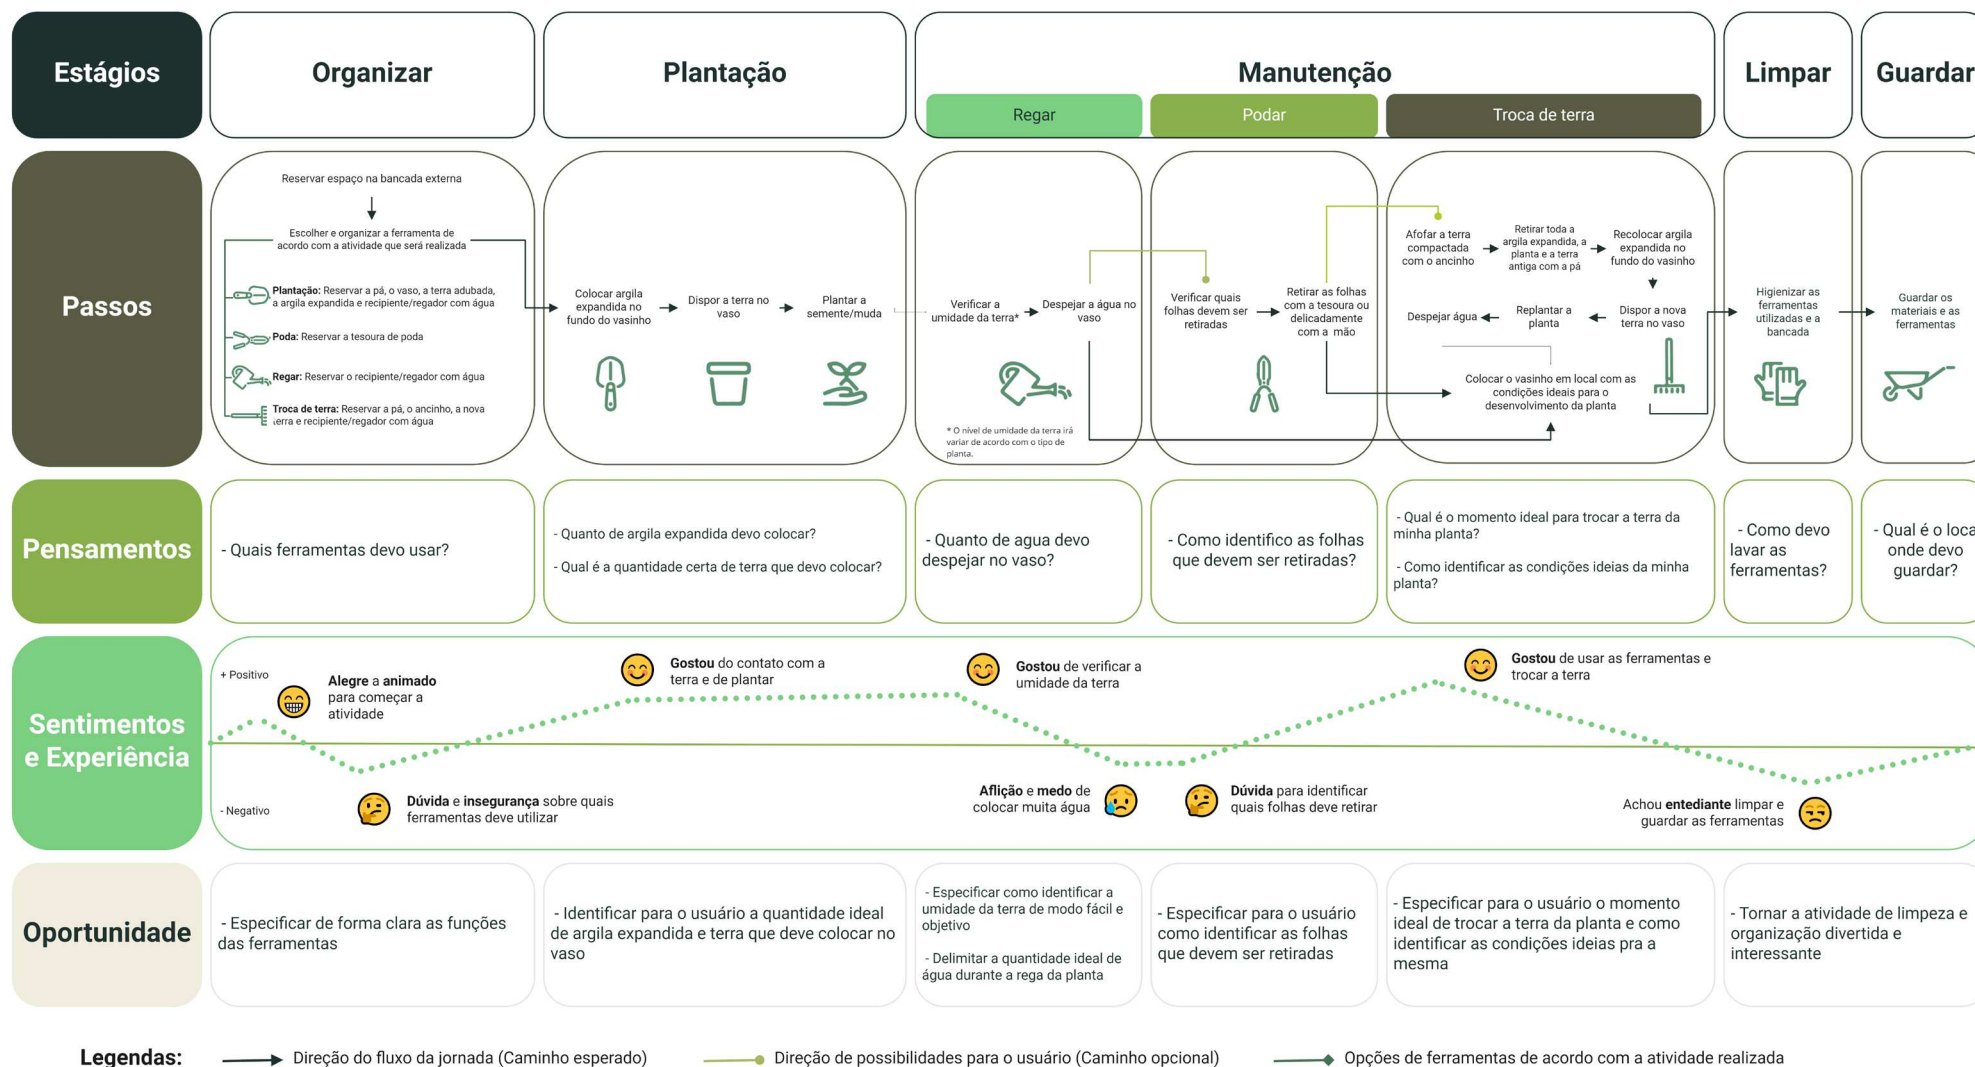 Estágios
Organizar
Plantação
Manutenção
Regar
Podar
Troca de terra
Limpar
Guardar
Passos
Reservar espaço na bancada externa
Escolher e organizar a ferramenta de
acordo com a atividade que será realizada
Plantação: Reservar a pá, o vaso, a terra adubada,
a argila expandida e recipiente/regador com água
Poda: Reservar a tesoura de poda
Regar: Reservar o recipiente/regador com água
Troca de terra: Reservar a pá, o ancinho, a nova
terra e recipiente/regador com água
Colocar argila
expandida no
fundo do vasinho
Dispor a terra no
vaso
Plantar a
semente/muda
Verificar a
umidade da terra*
Despejar a água no
vaso
* O nível de umidade da terra irá
variar de acordo com o tipo de
planta.
Verificar quais
folhas devem ser
retiradas
Retirar as folhas
com a tesoura ou
delicadamente
com a mão
Afofar a terra
compactada
com o ancinho
Retirar toda a
argila expandida, a
planta e a terra
antiga com a pá
Recolocar argila
expandida no
fundo do vasinho
Despejar água
Replantar a
planta
Dispor a nova
terra no vaso
Colocar o vasinho em local com as
condições ideais para o
desenvolvimento da planta
Higienizar as
ferramentas
utilizadas e a
bancada
Guardar os
materiais e as
ferramentas
Pensamentos
- Quais ferramentas devo usar?
- Quanto de argila expandida devo colocar?
- Qual é a quantidade certa de terra que devo colocar?
- Quanto de agua devo
despejar no vaso?
- Como identifico as folhas
que devem ser retiradas?
- Qual é o momento ideal para trocar a terra da
minha planta?
- Como identificar as condições ideias da minha
planta?
- Como devo
lavar as
ferramentas?
- Qual é o loca
onde devo
guardar?
Sentimentos
e Experiência
+ Positivo
- Negativo
Alegre a animado
para começar a
atividade
Dúvida e insegurança sobre quais
ferramentas deve utilizar
Gostou do contato com a
terra e de plantar
Gostou de verificar a
umidade da terra
Aflição e medo de
colocar muita água
Dúvida para identificar
quais folhas deve retirar
Gostou de usar as ferramentas e
trocar a terra
Achou entediante limpar e
guardar as ferramentas
Oportunidade
- Especificar de forma clara as funções
das ferramentas
- Identificar para o usuário a quantidade ideal
de argila expandida e terra que deve colocar no
vaso
- Especificar como identificar a
umidade da terra de modo fácil e
objetivo
- Delimitar a quantidade ideal de
água durante a rega da planta
- Especificar para o usuário
como identificar as folhas
que devem ser retiradas
- Especificar para o usuário o momento
ideal de trocar a terra da planta e como
identificar as condições ideias pra a
mesma
- Tornar a atividade de limpeza e
organização divertida e
interessante
Legendas:
Direção do fluxo da jornada (Caminho esperado)
Direção de possibilidades para o usuário (Caminho opcional)
Opções de ferramentas de acordo com a atividade realizada